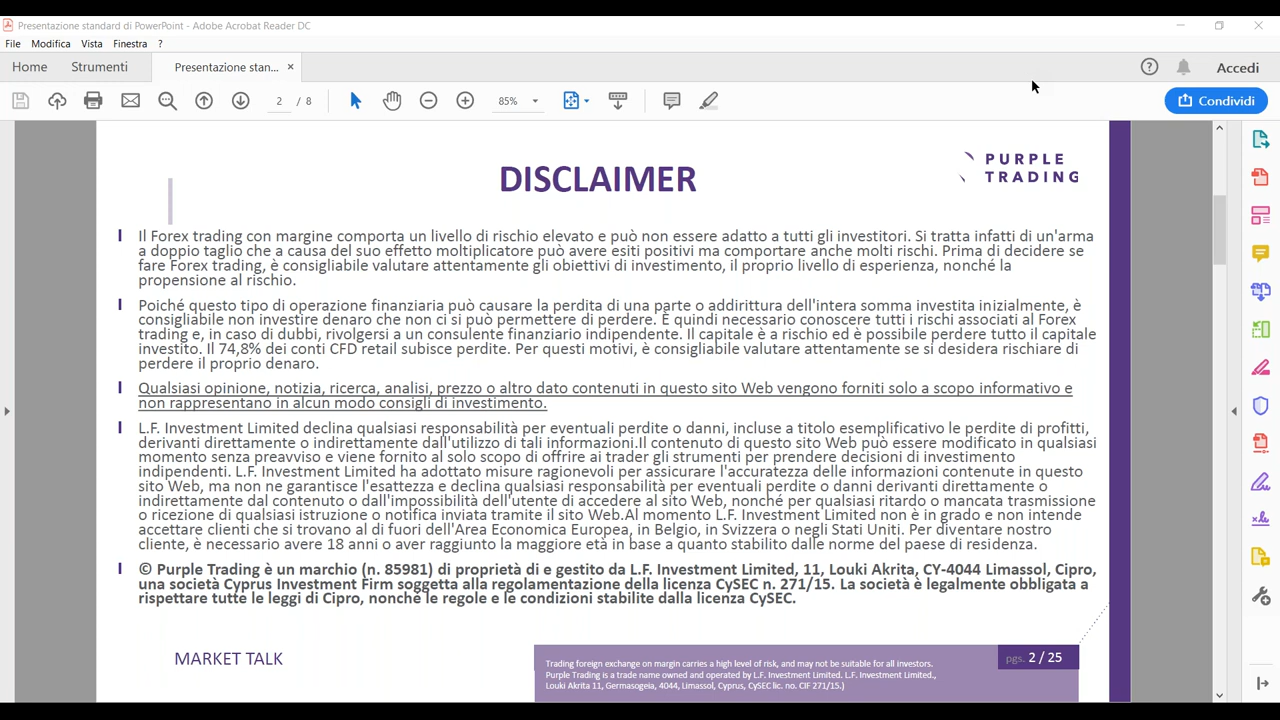 Presentazione standard di PowerPoint - Adobe Acrobat Reader DC
File Modifica Vista Finestra ?
Home Strumenti Presentazione stan... × Accedi
2 / 8 85% Condividi
DISCLAIMER
PURPLE
TRADING
Il Forex trading con margine comporta un livello di rischio elevato e può non essere adatto a tutti gli investitori. Si tratta infatti di un'arma
a doppio taglio che a causa del suo effetto moltiplicatore può avere esiti positivi ma comportare anche molti rischi. Prima di decidere se
fare Forex trading, è consigliabile valutare attentamente gli obiettivi di investimento, il proprio livello di esperienza, nonché la
propensione al rischio.
Poiché questo tipo di operazione finanziaria può causare la perdita di una parte o addirittura dell'intera somma investita inizialmente, è
consigliabile non investire denaro che non ci si può permettere di perdere. È quindi necessario conoscere tutti i rischi associati al Forex
trading e, in caso di dubbi, rivolgersi a un consulente finanziario indipendente. Il capitale è a rischio ed è possibile perdere tutto il capitale
investito. Il 74,8% dei conti CFD retail subisce perdite. Per questi motivi, è consigliabile valutare attentamente se si desidera rischiare di
perdere il proprio denaro.
Qualsiasi opinione, notizia, ricerca, analisi, prezzo o altro dato contenuti in questo sito Web vengono forniti solo a scopo informativo e
non rappresentano in alcun modo consigli di investimento.
L.F. Investment Limited declina qualsiasi responsabilità per eventuali perdite o danni, incluse a titolo esemplificativo le perdite di profitti,
derivanti direttamente o indirettamente dall'utilizzo di tali informazioni.Il contenuto di questo sito Web può essere modificato in qualsiasi
momento senza preavviso e viene fornito al solo scopo di offrire ai trader gli strumenti per prendere decisioni di investimento
indipendenti. L.F. Investment Limited ha adottato misure ragionevoli per assicurare l'accuratezza delle informazioni contenute in questo
sito Web, ma non ne garantisce l'esattezza e declina qualsiasi responsabilità per eventuali perdite o danni derivanti direttamente o
indirettamente dal contenuto o dall'impossibilità dell'utente di accedere al sito Web, nonché per qualsiasi ritardo o mancata trasmissione
o ricezione di qualsiasi istruzione o notifica inviata tramite il sito Web.Al momento L.F. Investment Limited non è in grado e non intende
accettare clienti che si trovano al di fuori dell'Area Economica Europea, in Belgio, in Svizzera o negli Stati Uniti. Per diventare nostro
cliente, è necessario avere 18 anni o aver raggiunto la maggiore età in base a quanto stabilito dalle norme del paese di residenza.
© Purple Trading è un marchio (n. 85981) di proprietà di e gestito da L.F. Investment Limited, 11, Louki Akrita, CY-4044 Limassol, Cipro,
una società Cyprus Investment Firm soggetta alla regolamentazione della licenza CySEC n. 271/15. La società è legalmente obbligata a
rispettare tutte le leggi di Cipro, nonché le regole e le condizioni stabilite dalla licenza CySEC.
MARKET TALK
Trading foreign exchange on margin carries a high level of risk, and may not be suitable for all investors.
Purple Trading is a trade name owned and operated by L.F. Investment Limited. L.F. Investment Limited.,
Louki Akrita 11, Germasogeia, 4044, Limassol, Cyprus, CySEC lic. no. CIF 271/15.)
pgs. 2 / 25